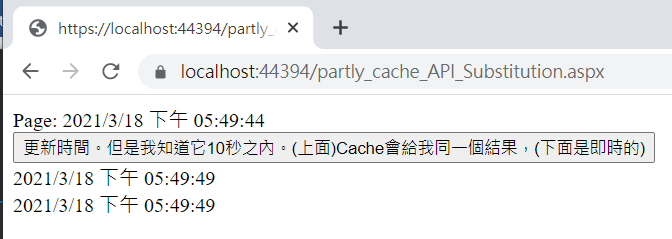 https://localhost:44394/partly_
localhost:44394/partly_cache_API_Substitution.aspx
Page: 2021/3/18 下午 05:49:44
更新時間。但是我知道它10秒之內。(上面)Cache會給我同一個結果，(下面是即時的)
2021/3/18 下午 05:49:49
2021/3/18 下午 05:49:49